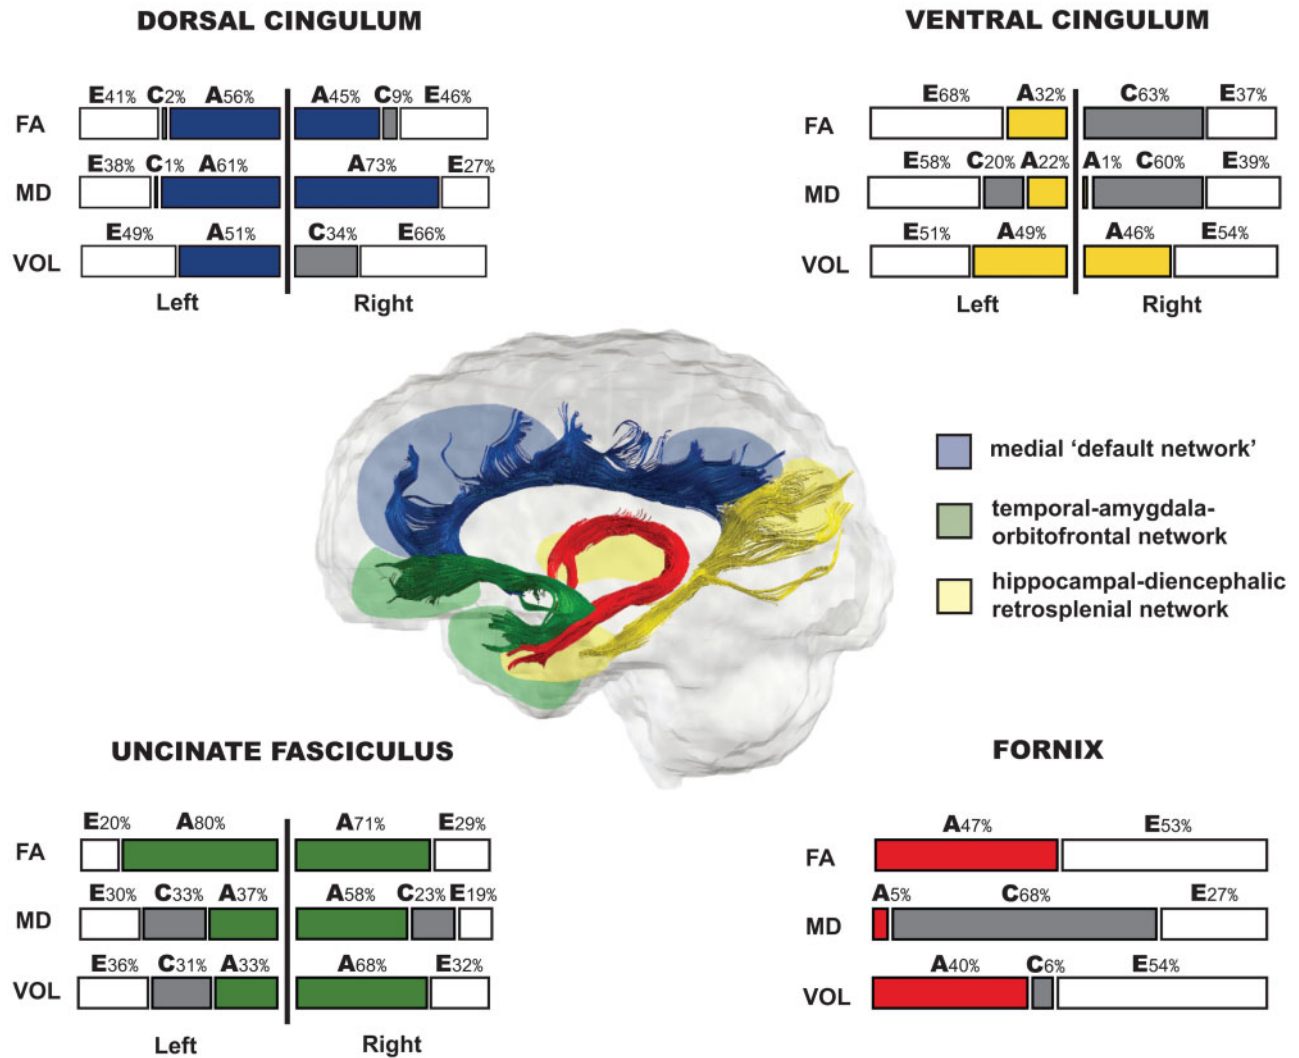 DORSAL CINGULUM
E41% C2% A56% A45% C9% E46%
FA
E38% C1% A61% A73% E27%
MD
E49% A51% C34% E66%
VOL
Left Right
VENTRAL CINGULUM
E68% A32% C63% E37%
FA
E58% C20% A22% A1% C60% E39%
MD
E51% A49% A46% E54%
VOL
Left Right
medial ‘default network’
temporal-amygdala-
orbitofrontal network
hippocampal-diencephalic
retrosplenial network
UNCINATE FASCICULUS
E20% A80% A71% E29%
FA
E30% C33% A37% A58% C23% E19%
MD
E36% C31% A33% A68% E32%
VOL
Left Right
FORNIX
A47% E53%
FA
A5% C68% E27%
MD
A40% C6% E54%
VOL